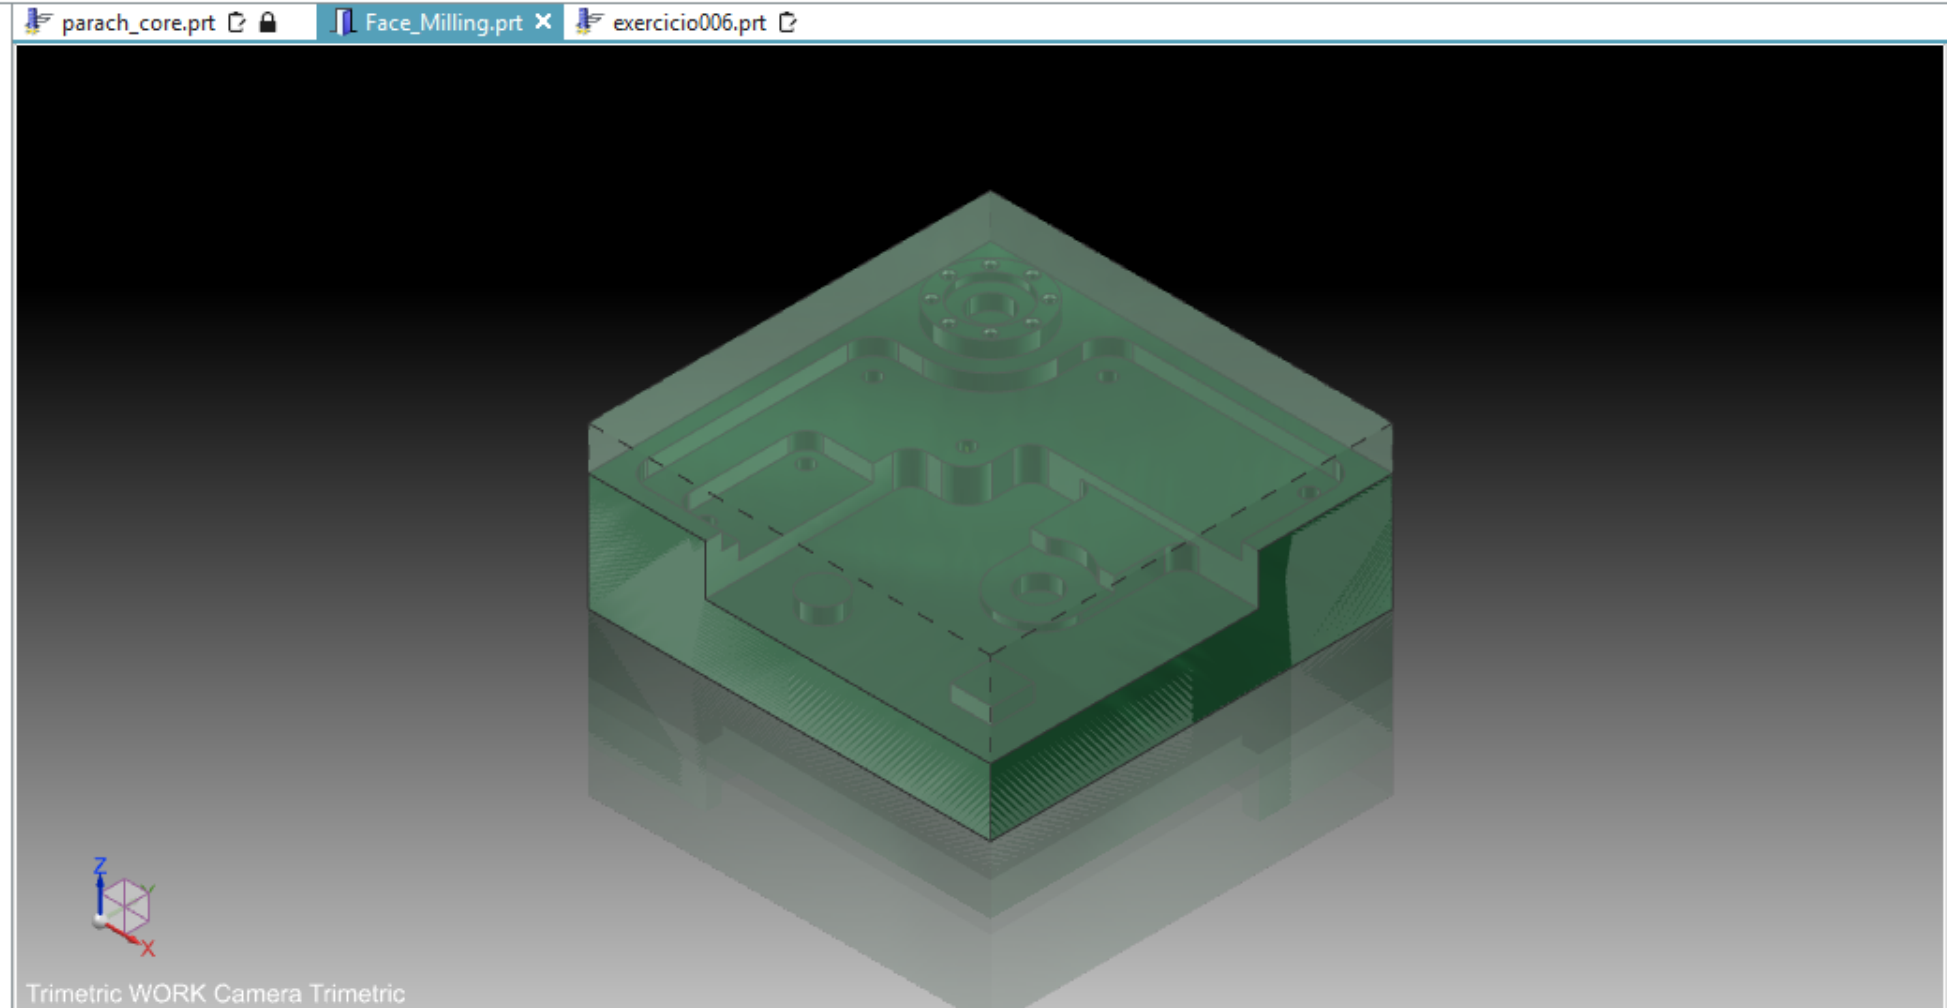 parach_core.prt Face_Milling.prt exercicio006.prt
Z
Y
X
Trimetric WORK Camera Trimetric